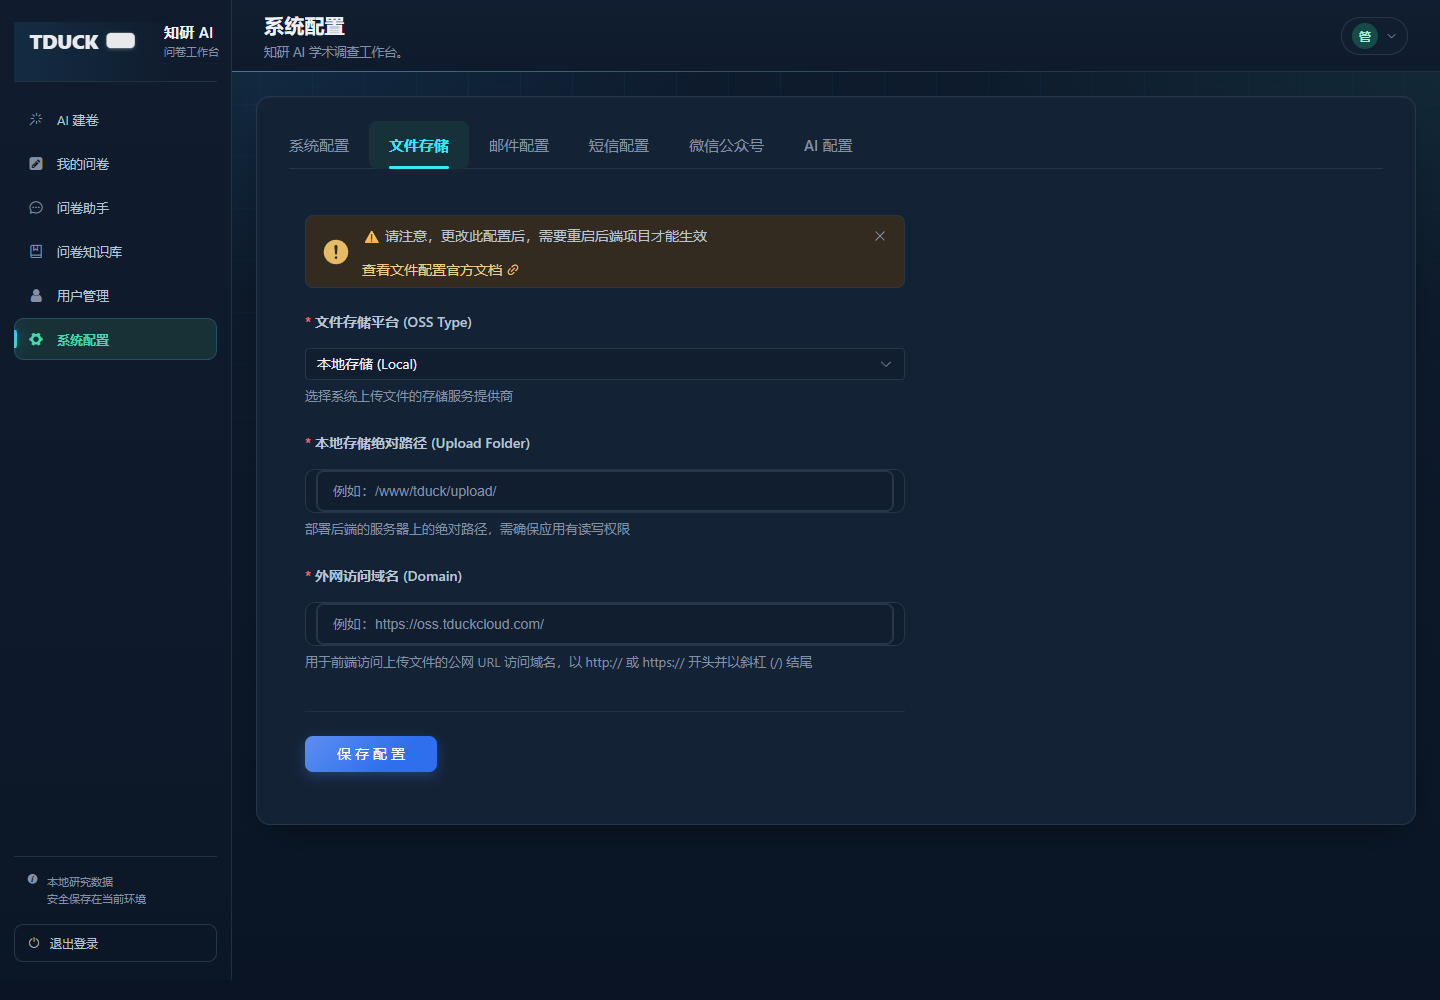 TDUCK
知研 AI
问卷工作台
AI 建卷
我的问卷
问卷助手
问卷知识库
用户管理
系统配置
本地研究数据
安全保存在当前环境
退出登录
系统配置
知研 AI 学术调查工作台。
管
系统配置
文件存储
邮件配置
短信配置
微信公众号
AI 配置
请注意，更改此配置后，需要重启后端项目才能生效
查看文件配置官方文档
* 文件存储平台 (OSS Type)
本地存储 (Local)
选择系统上传文件的存储服务提供商
* 本地存储绝对路径 (Upload Folder)
例如：/www/tduck/upload/
部署后端的服务器上的绝对路径，需确保应用有读写权限
* 外网访问域名 (Domain)
例如：https://oss.tduckcloud.com/
用于前端访问上传文件的公网 URL 访问域名，以 http:// 或 https:// 开头并以斜杠 (/) 结尾
保存配置